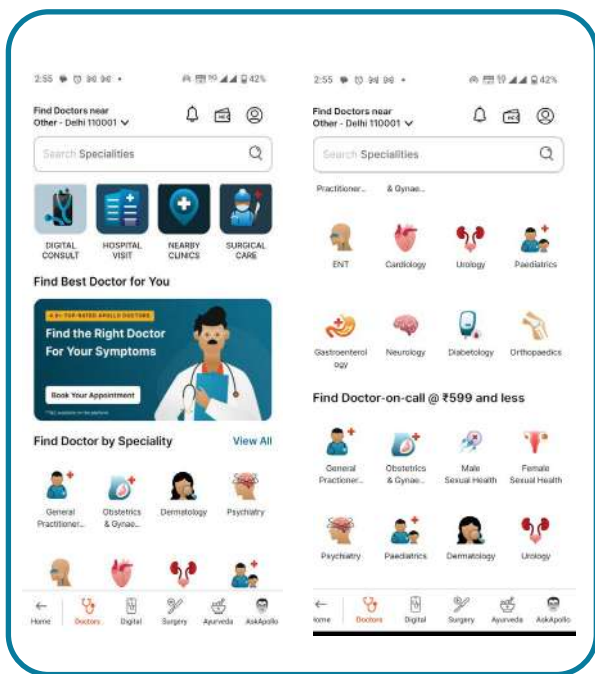 2:55
42%
Find Doctors near
Other - Delhi 110001
Search Specialities
DIGITAL CONSULT
HOSPITAL VISIT
NEARBY CLINICS
SURGICAL CARE
Find Best Doctor for You
TOP-RATED APOLLO DOCTORS
Find the Right Doctor
For Your Symptoms
Book Your Appointment
Find Doctor by Speciality View All
General Practitioner...
Obstetrics & Gynae...
Dermatology
Psychiatry
Home
Doctors
Digital
Surgery
Ayurveda
AskApollo
2:55
42%
Find Doctors near
Other - Delhi 110001
Search Specialities
Practitioner...
& Gynae...
ENT
Cardiology
Urology
Paediatrics
Gastroenterol
ogy
Neurology
Diabetology
Orthopaedics
Find Doctor-on-call @ ₹599 and less
General Practioner...
Obstetrics & Gynae...
Male Sexual Health
Female Sexual Health
Psychiatry
Paediatrics
Dermatology
Urology
Home
Doctors
Digital
Surgery
Ayurveda
AskApollo